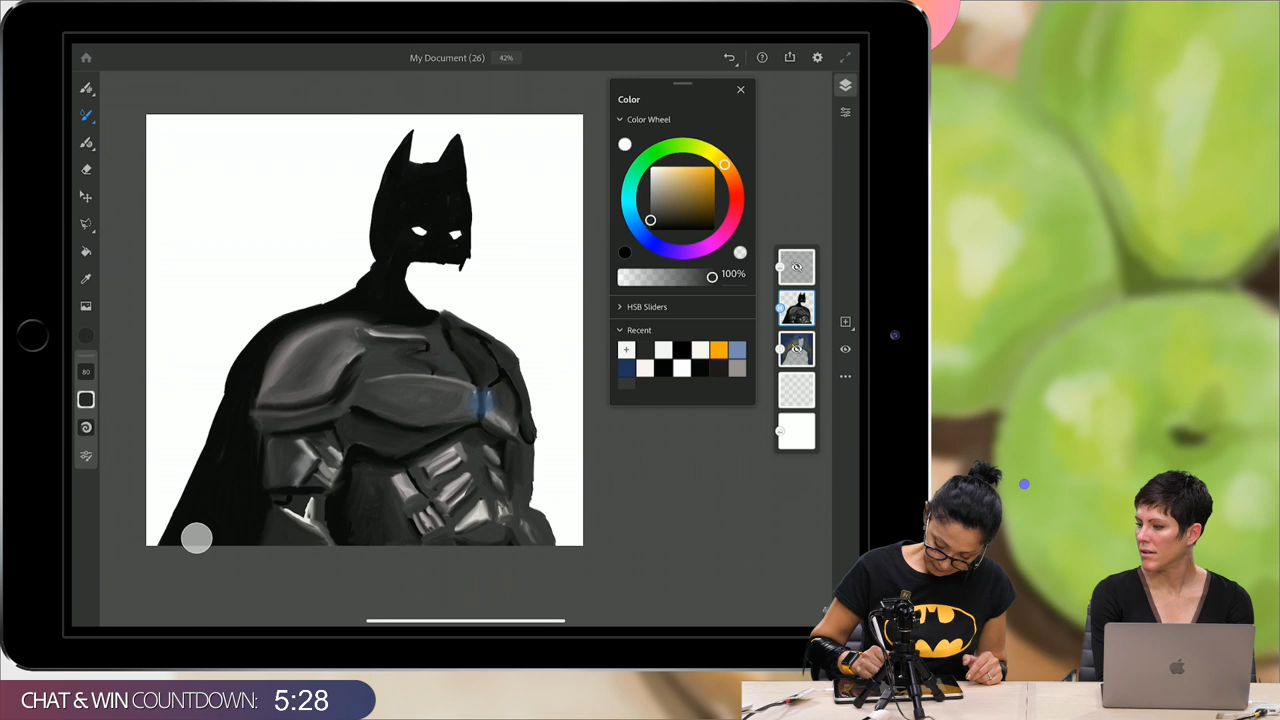 My Document (26)
42%
Color
Color Wheel
100%
HSB Sliders
Recent
80
CHAT & WIN COUNTDOWN: 5:28